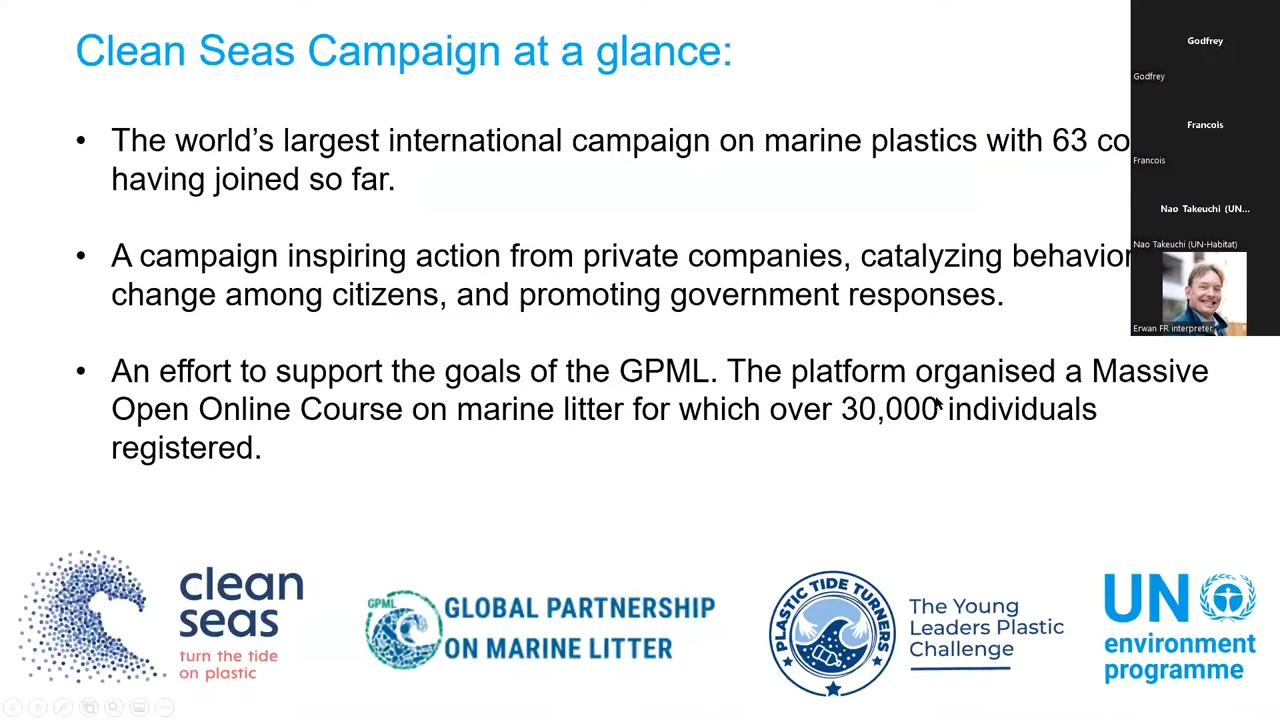 Clean Seas Campaign at a glance:
• The world’s largest international campaign on marine plastics with 63
having joined so far.
• A campaign inspiring action from private companies, catalyzing
change among citizens, and promoting government responses.
• An effort to support the goals of the GPML. The platform organised a Massive
Open Online Course on marine litter for which over 30,000 individuals
registered.
Godfrey
Godfrey
Francois
Francois
Nao Takeuchi (UN...
Nao Takeuchi (UN-Habitat)
Erwan FR interpreter
clean
seas
turn the tide
on plastic
GPML
GLOBAL PARTNERSHIP
ON MARINE LITTER
PLASTIC TIDE TURNERS
The Young
Leaders Plastic
Challenge
UN
environment
programme